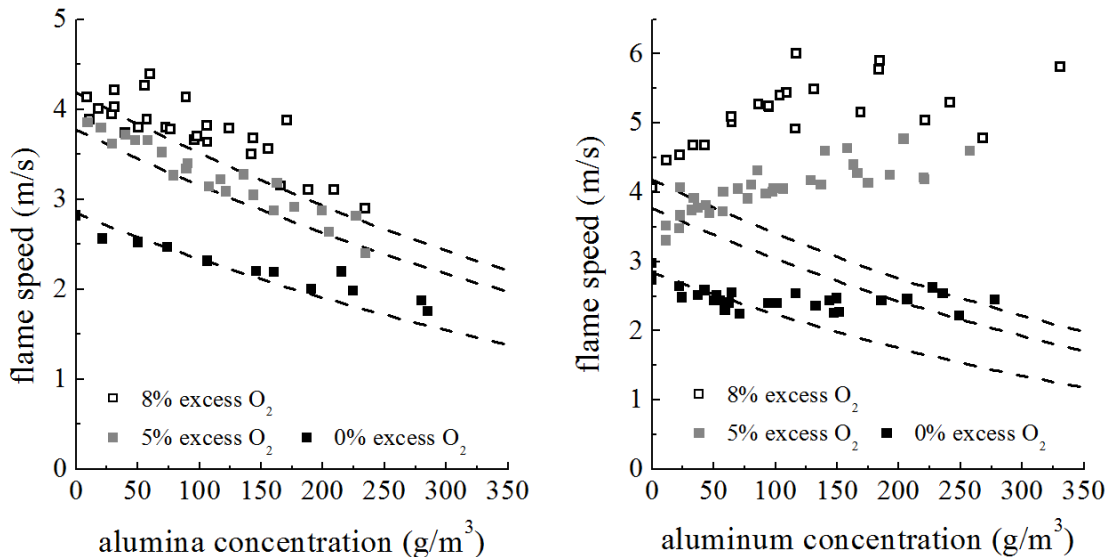 5
4
3
2
1
0
flame speed (m/s)
8% excess O₂
5% excess O₂
0% excess O₂
0 50 100 150 200 250 300 350
alumina concentration (g/m³)
6
5
4
3
2
1
0
flame speed (m/s)
8% excess O₂
5% excess O₂
0% excess O₂
0 50 100 150 200 250 300 350
aluminum concentration (g/m³)